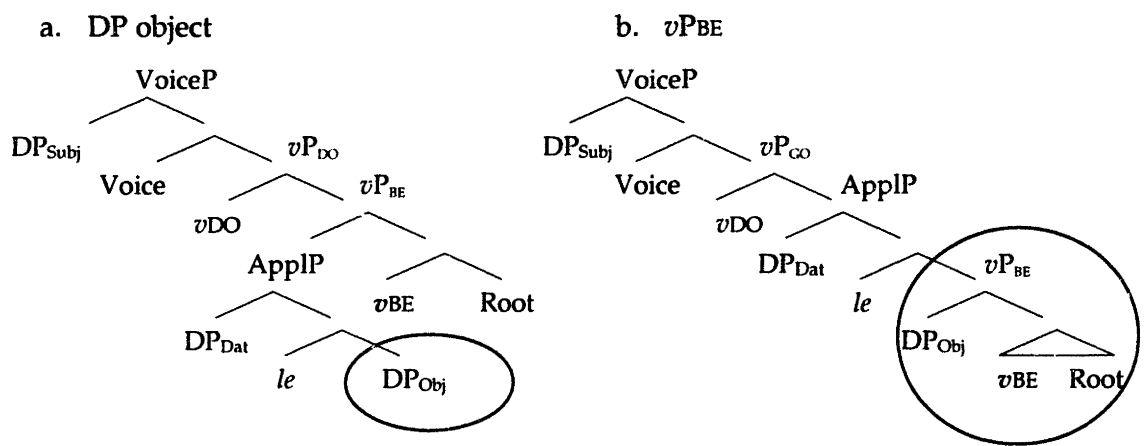 a. DP object b. vPBE
VoiceP VoiceP
DPSubj vPDO DPSubj vPGO
Voice vPBE Voice ApplP
vDO vDO
ApplP DPDat vPBE
vBE Root le
DPDat DPObj
le DPObj vBE Root